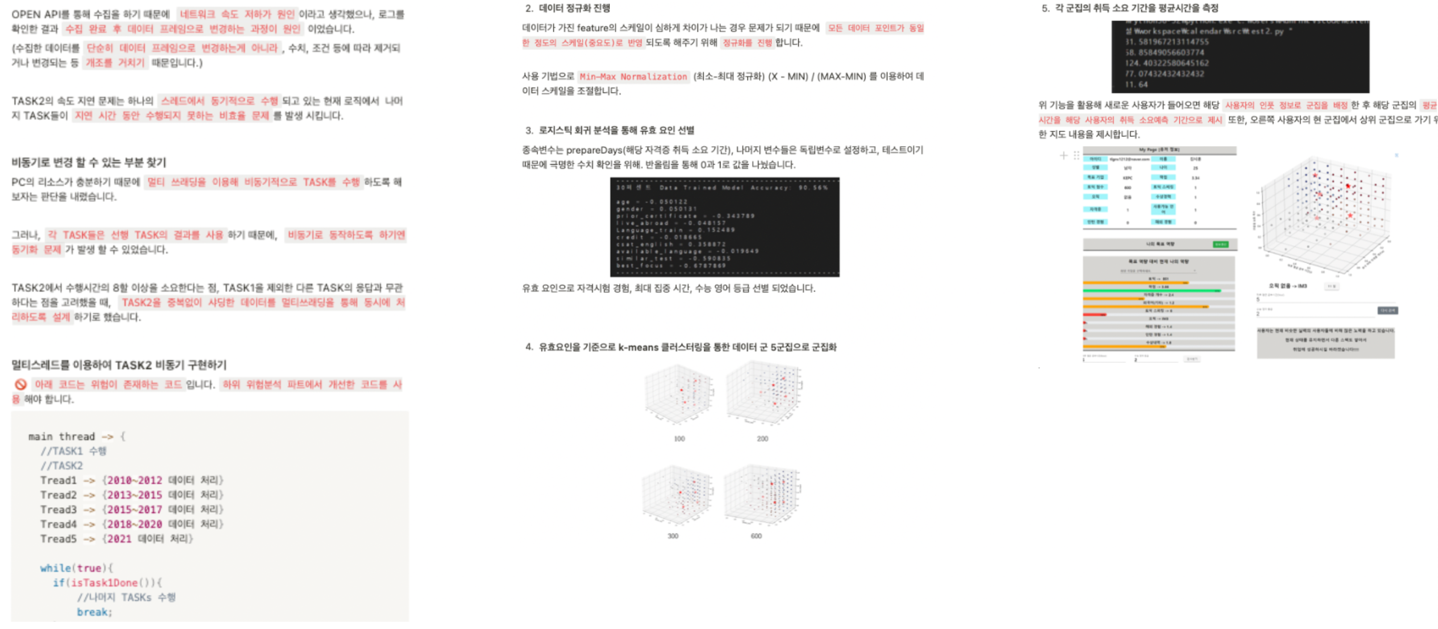 OPEN API를 통해 수집을 하기 때문에 네트워크 속도 저하가 원인 이라고 생각했으나, 로그를
확인한 결과 수집 완료 후 데이터 프레임으로 변경하는 과정이 원인 이었습니다.
(수집한 데이터를 단순히 데이터 프레임으로 변경하는게 아니라, 수치, 조건 등에 따라 제거되
거나 변경되는 등 개조를 거치기 때문입니다.)
TASK2의 속도 지연 문제는 하나의 스레드에서 동기적으로 수행 되고 있는 현재 로직에서 나머
지 TASK들이 지연 시간 동안 수행되지 못하는 비효율 문제 를 발생 시킵니다.
비동기로 변경 할 수 있는 부분 찾기
PC의 리소스가 충분하기 때문에 멀티 쓰래딩을 이용해 비동기적으로 TASK를 수행 하도록 해
보자는 판단을 내렸습니다.
그러나, 각 TASK들은 선행 TASK의 결과를 사용 하기 때문에, 비동기로 동작하도록 하기엔
동기화 문제 가 발생 할 수 있었습니다.
TASK2에서 수행시간의 8할 이상을 소요한다는 점, TASK1을 제외한 다른 TASK의 응답과 무관
하다는 점을 고려했을 때, TASK2을 중복없이 샤딩한 데이터를 멀티쓰래딩을 통해 동시에 처
리하도록 설계 하기로 했습니다.
멀티스레드를 이용하여 TASK2 비동기 구현하기
아래 코드는 위험이 존재하는 코드 입니다. 하위 위험분석 파트에서 개선한 코드를 사
용 해야 합니다.
main thread -> {
//TASK1 수행
//TASK2
Tread1 -> {2010~2012 데이터 처리}
Tread2 -> {2013~2015 데이터 처리}
Tread3 -> {2015~2017 데이터 처리}
Tread4 -> {2018~2020 데이터 처리}
Tread5 -> {2021 데이터 처리}
while(true){
if(isTask1Done()){
//나머지 TASKs 수행
break;
2. 데이터 정규화 진행
데이터가 가진 feature의 스케일이 심하게 차이가 나는 경우 문제가 되기 때문에 모든 데이터 포인트가 동일
한 정도의 스케일(중요도)로 반영 되도록 해주기 위해 정규화를 진행 합니다.
사용 기법으로 Min-Max Normalization (최소-최대 정규화) (X - MIN) / (MAX-MIN) 를 이용하여 데
이터 스케일을 조절합니다.
3. 로지스틱 회귀 분석을 통해 유효 요인 선별
종속변수는 prepareDays(해당 자격증 취득 소요 기간), 나머지 변수들은 독립변수로 설정하고, 테스트이기
때문에 극명한 수치 확인을 위해. 반올림을 통해 0과 1로 값을 나눴습니다.
30퍼센트 Data Trained Model Accuracy: 90.56%
age = -0.050122
gender = -0.050131
prior_certificate = -0.343789
live_abroad = -0.048157
Language_train = 0.152489
credit = -0.018665
csat_english = 0.358872
available_language = -0.019649
similar_test = -0.590835
best_focus = -0.6787869
유효 요인으로 자격시험 경험, 최대 집중 시간, 수능 영어 등급 선별 되었습니다.
4. 유효요인을 기준으로 k-means 클러스터링을 통한 데이터 군 5군집으로 군집화
100
200
300
600
5. 각 군집의 취득 소요 기간을 평균시간을 측정
31.581967213114755
58.85849056603774
124.40322580645162
77.07432432432432
11.64
위 기능을 활용해 새로운 사용자가 들어오면 해당 사용자의 인풋 정보로 군집을 배정 한 후 해당 군집의 평균
시간을 해당 사용자의 취득 소요예측 기간으로 제시 또한, 오른쪽 사용자의 현 군집에서 상위 군집으로 가기 위
한 지도 내용을 제시합니다.
My Page (유저 정보)
나의 목표 역량
목표 역량 대비 현재 나의 역량
오픽 없음 -> IM3